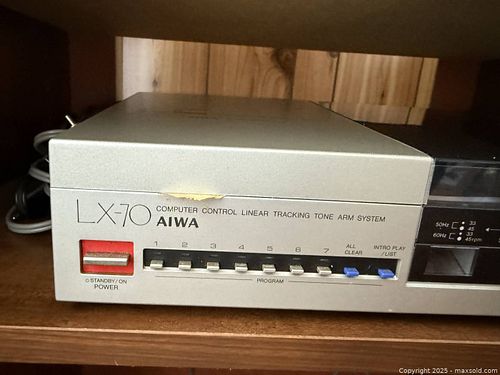 LX-70 COMPUTER CONTROL LINEAR TRACKING TONE ARM SYSTEM
AIWA
1 2 3 4 5 6 7 ALL CLEAR INTRO PLAY /LIST
STANDBY/ON
POWER
PROGRAM
50Hz 33
45
60Hz 33
45rpm
Copyright 2025 - maxsold.com